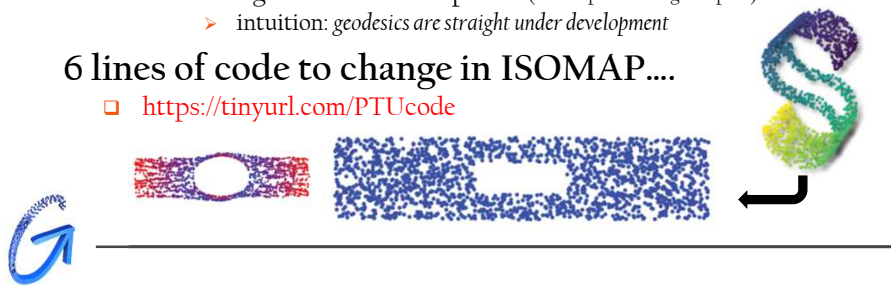 intuition: geodesics are straight under development
6 lines of code to change in ISOMAP....
https://tinyurl.com/PTUcode